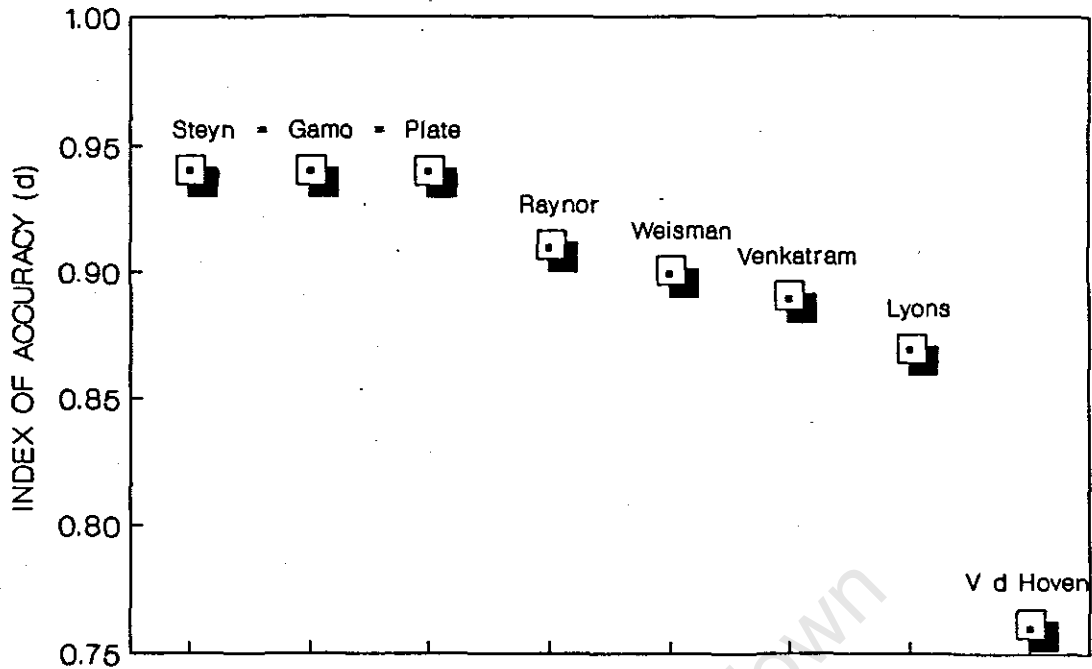 1.00
0.95
0.90
0.85
0.80
0.75
INDEX OF ACCURACY (d)
Steyn = Gamo = Plate
Raynor
Weisman
Venkatram
Lyons
V d Hoven